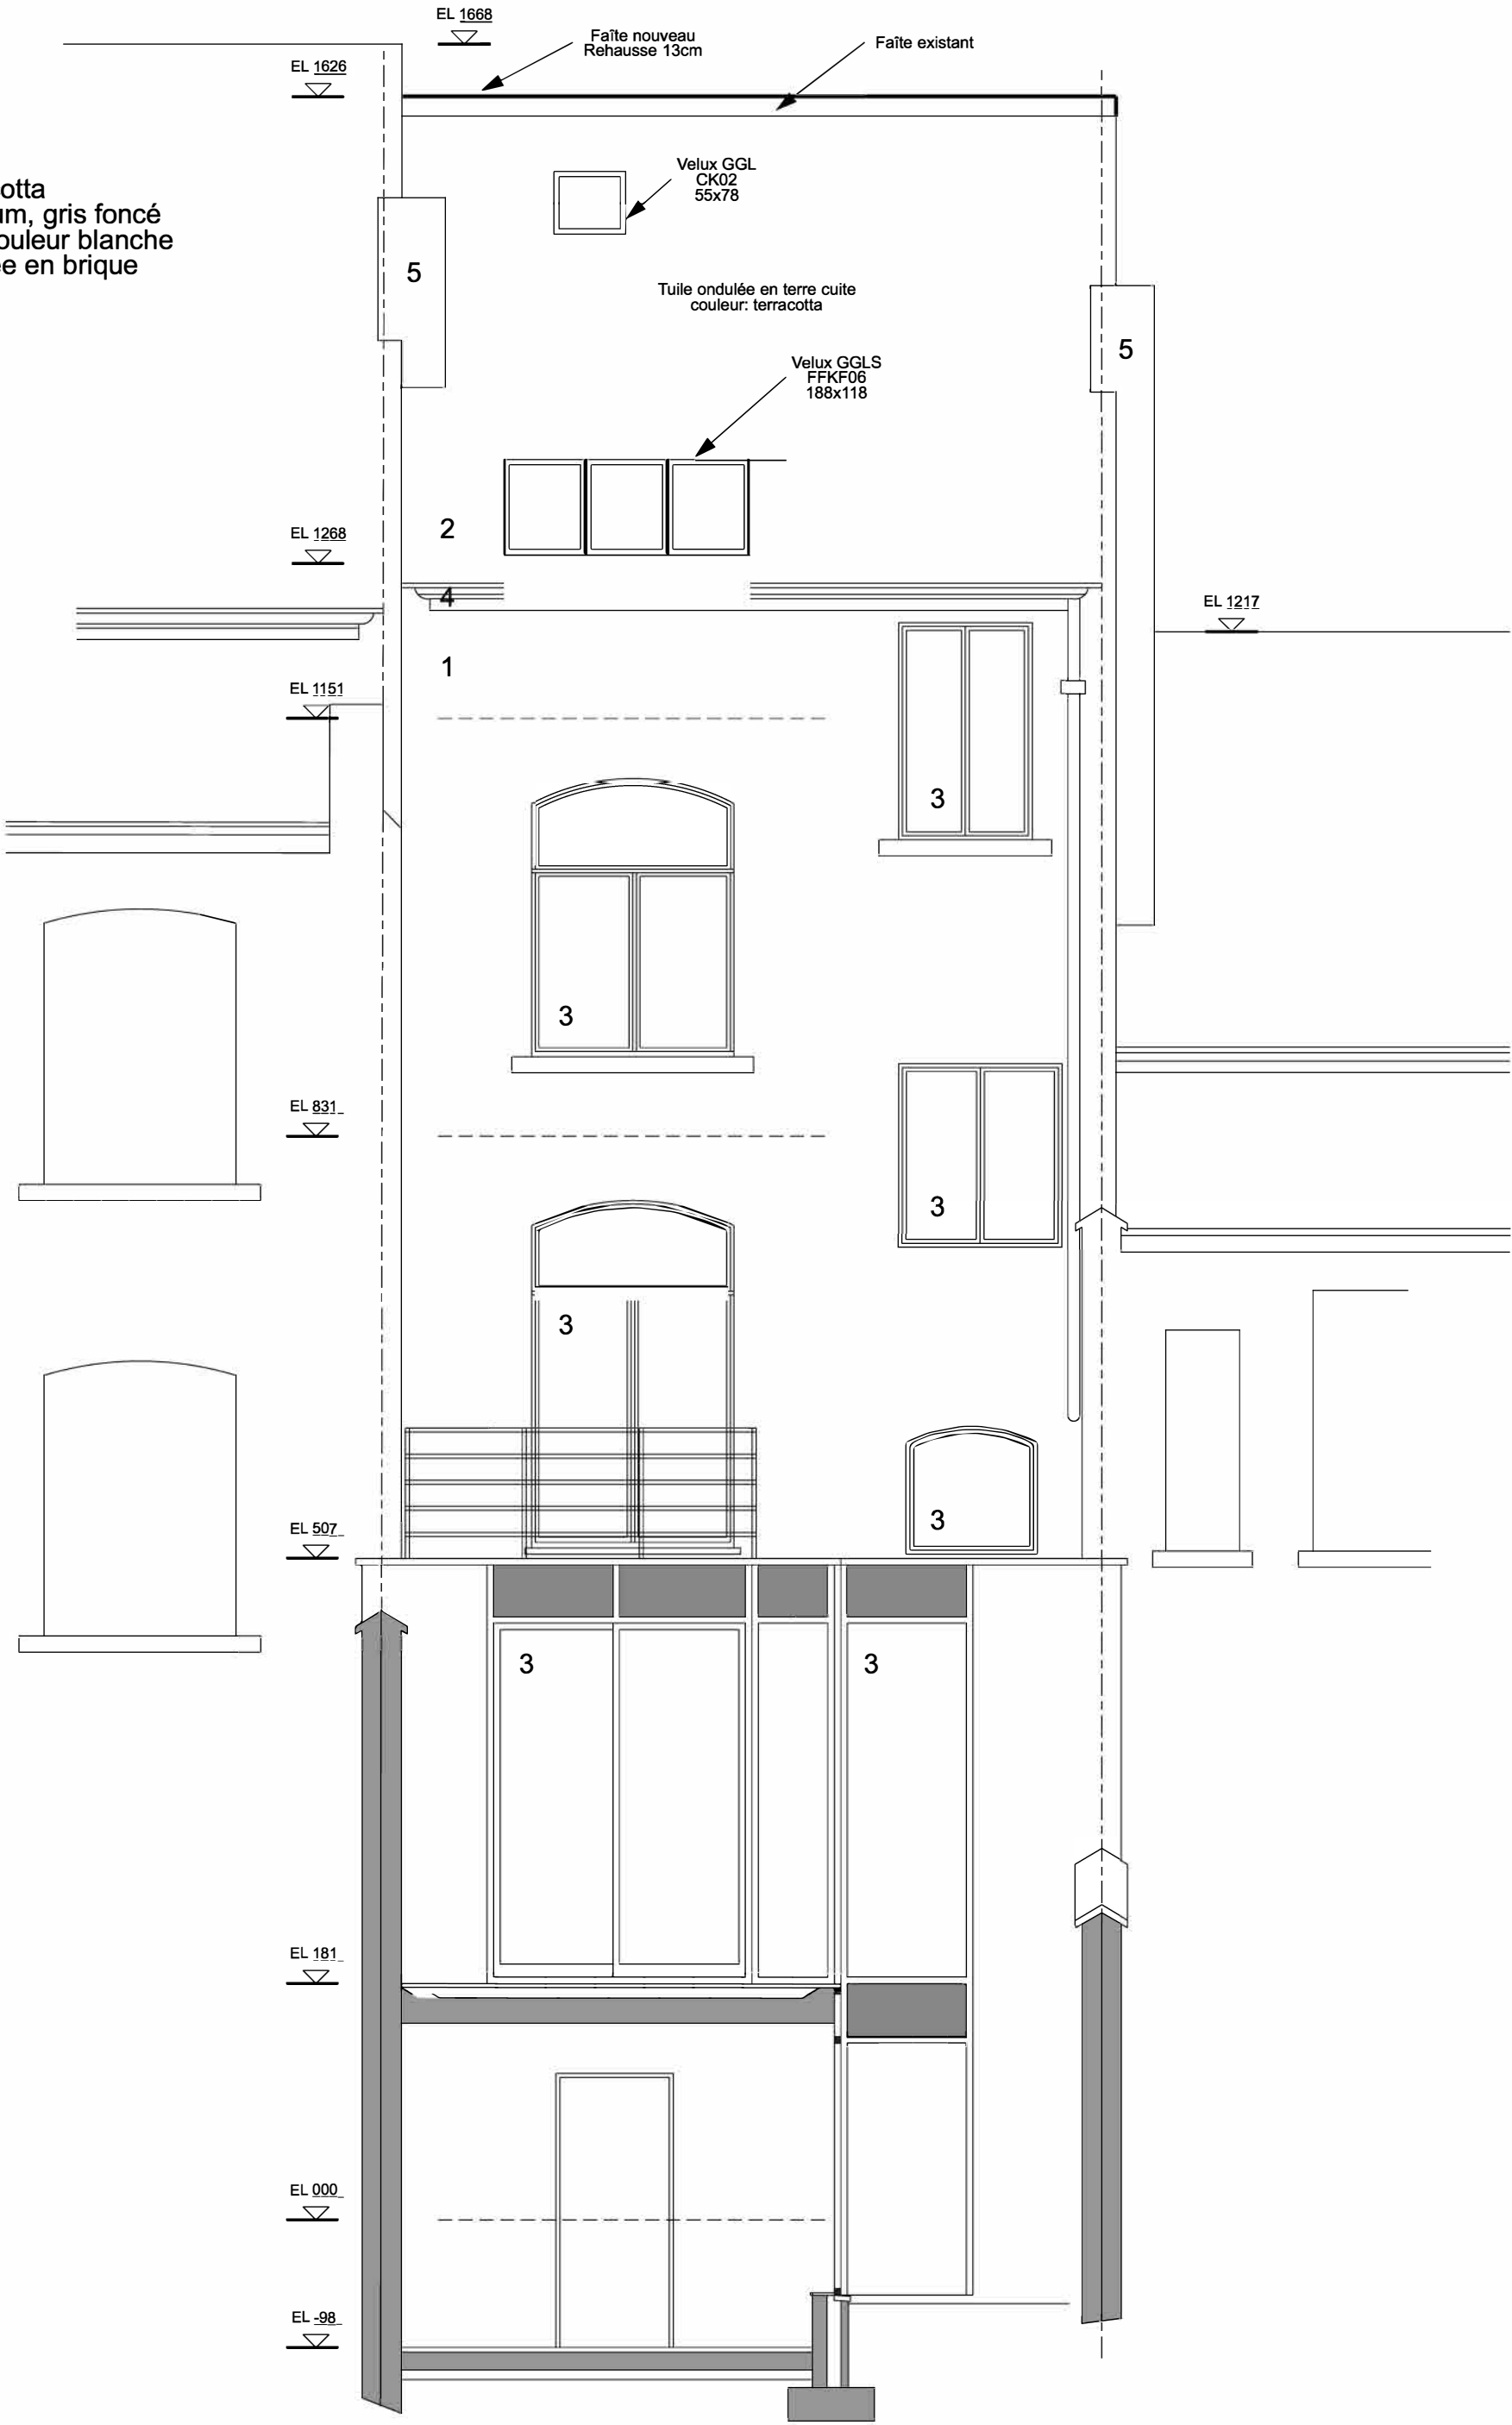 EL 1668
Faîte nouveau
Rehausse 13cm
Faîte existant
EL 1626
Velux GGL
CK02
55x78
otta
um, gris foncé
ouleur blanche
e en brique
5
Tuile ondulée en terre cuite
couleur: terracotta
5
Velux GGLS
FFKF06
188x118
2
EL 1268
4
EL 1217
1
EL 1151
3
3
EL 831
3
3
3
EL 507
3
3
EL 181
EL 000
EL -98